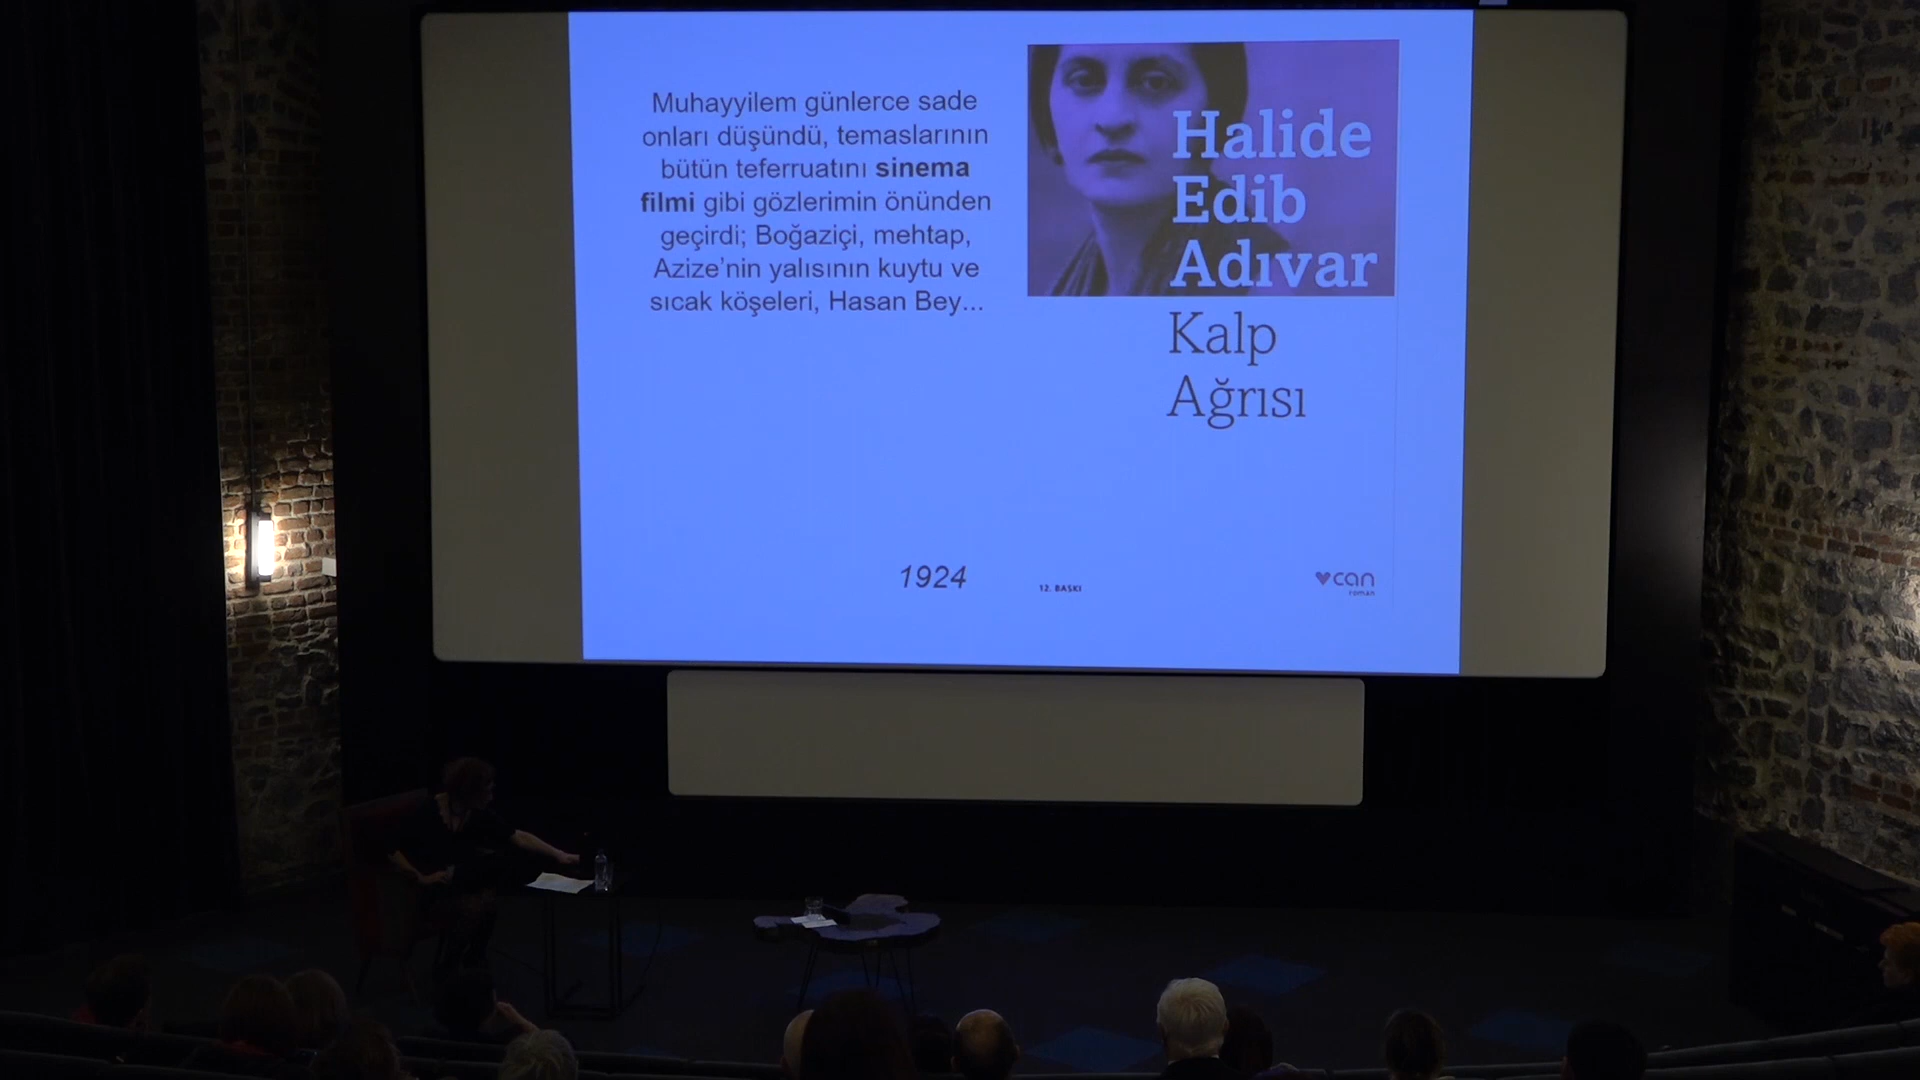 Muhayyilem günlerce sade
onları düşündü, temaslarının
bütün teferruatını sinema
filmi gibi gözlerimin önünden
geçirdi; Boğaziçi, mehtap,
Azize’nin yalısının kuytu ve
sıcak köşeleri, Hasan Bey...
1924
Halide
Edib
Adıvar
Kalp
Ağrısı
12. BASKI
can
roman